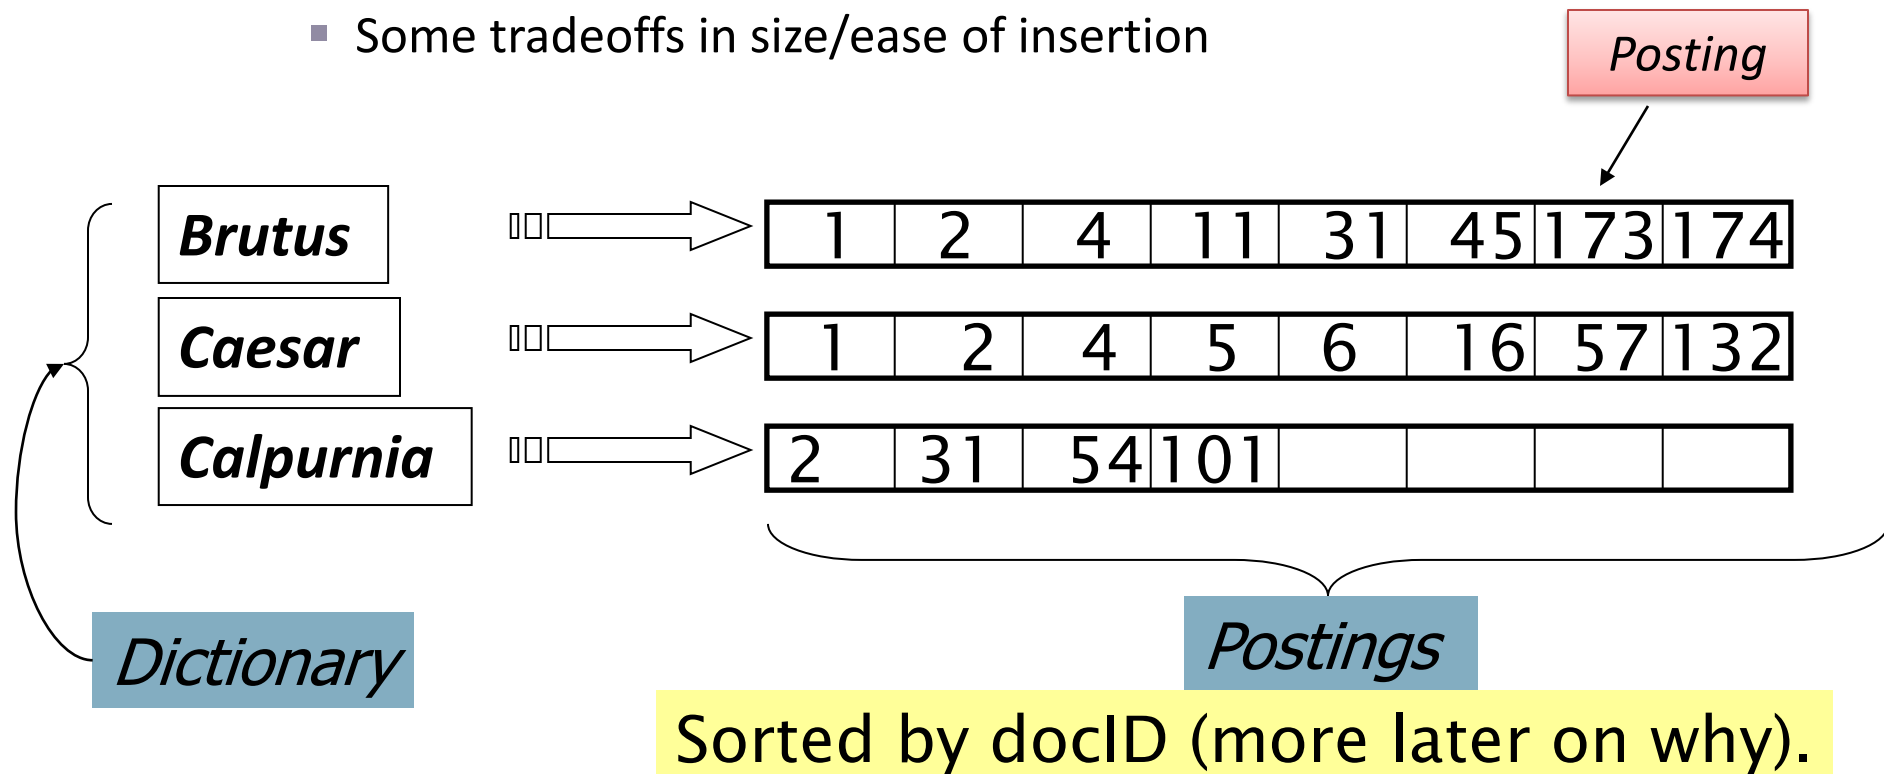 ▪ Some tradeoffs in size/ease of insertion
Posting
Brutus 1 2 4 11 31 45 173 174
Caesar 1 2 4 5 6 16 57 132
Calpurnia 2 31 54 101
Dictionary
Postings
Sorted by docID (more later on why).